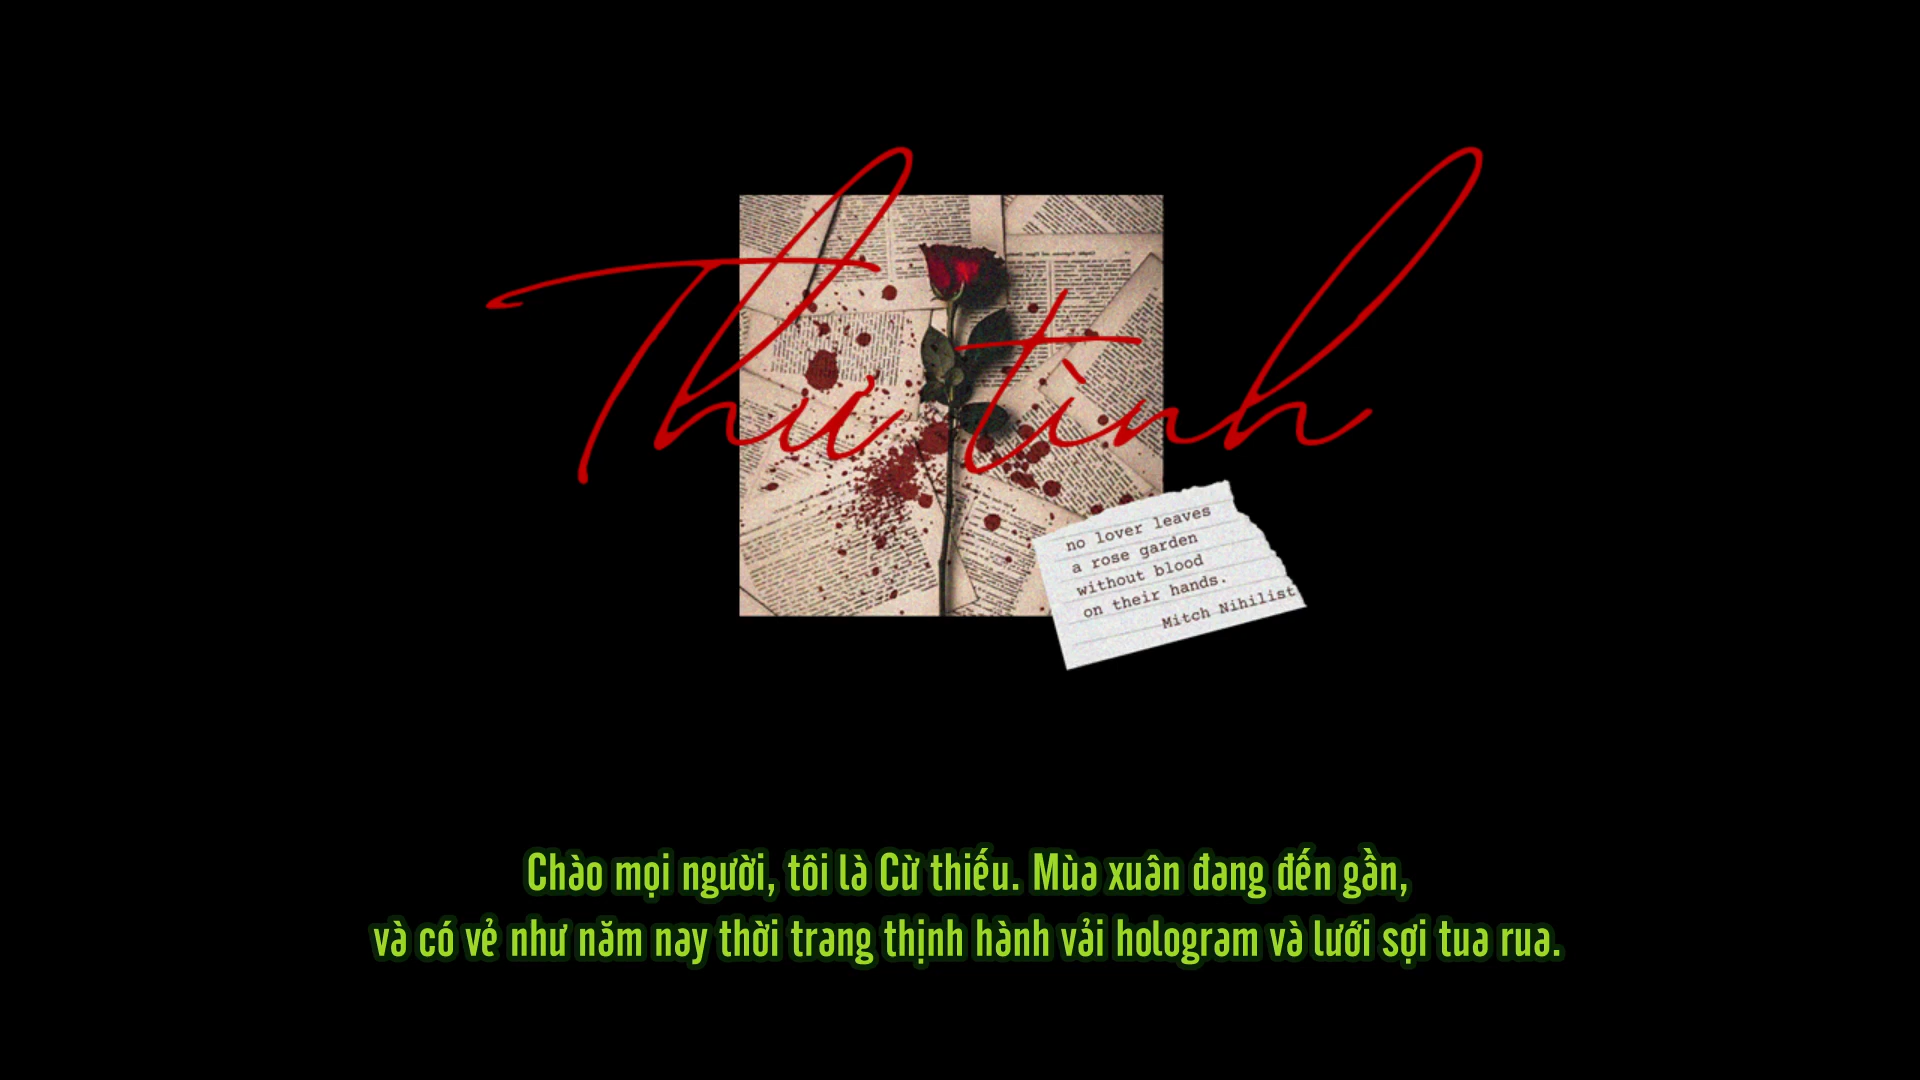 Thư tình
no lover leaves
a rose garden
without blood
on their hands.
Mitch Nihilist
Chào mọi người, tôi là Cừ thiếu. Mùa xuân đang đến gần,
và có vẻ như năm nay thời trang thịnh hành vải hologram và lưới sợi tua rua.